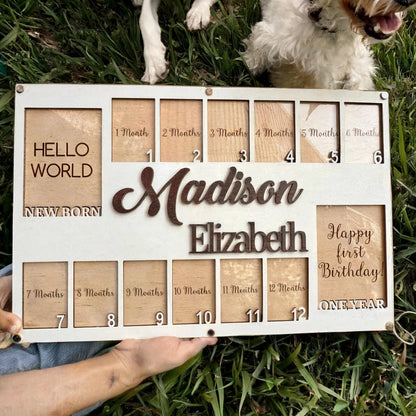 HELLO
WORLD
NEW BORN
1 Month
2 Months
3 Months
4 Months
5 Months
6 Months
1
2
3
4
5
6
Madison
Elizabeth
Happy
first
Birthday!
ONE YEAR
7 Months
8 Months
9 Months
10 Months
11 Months
12 Months
7
8
9
10
11
12